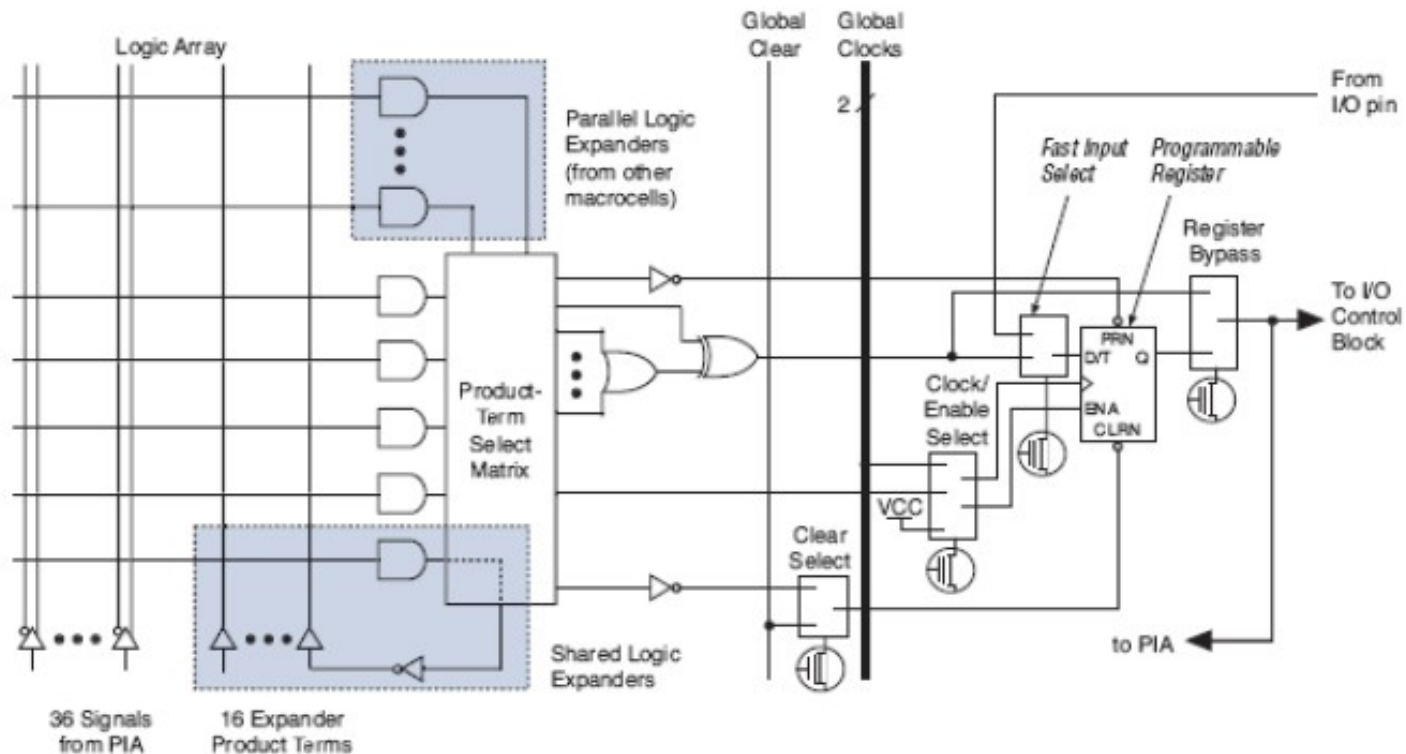 Logic Array
Global
Clear
Global
Clocks
2
From
I/O pin
Parallel Logic
Expanders
(from other
macrocells)
Fast Input
Select
Programmable
Register
Register
Bypass
To I/O
Control
Block
PRN
D/T Q
ENA
CLRN
Clock/
Enable
Select
Product-
Term
Select
Matrix
VCC
Clear
Select
to PIA
Shared Logic
Expanders
36 Signals
from PIA
16 Expander
Product Terms